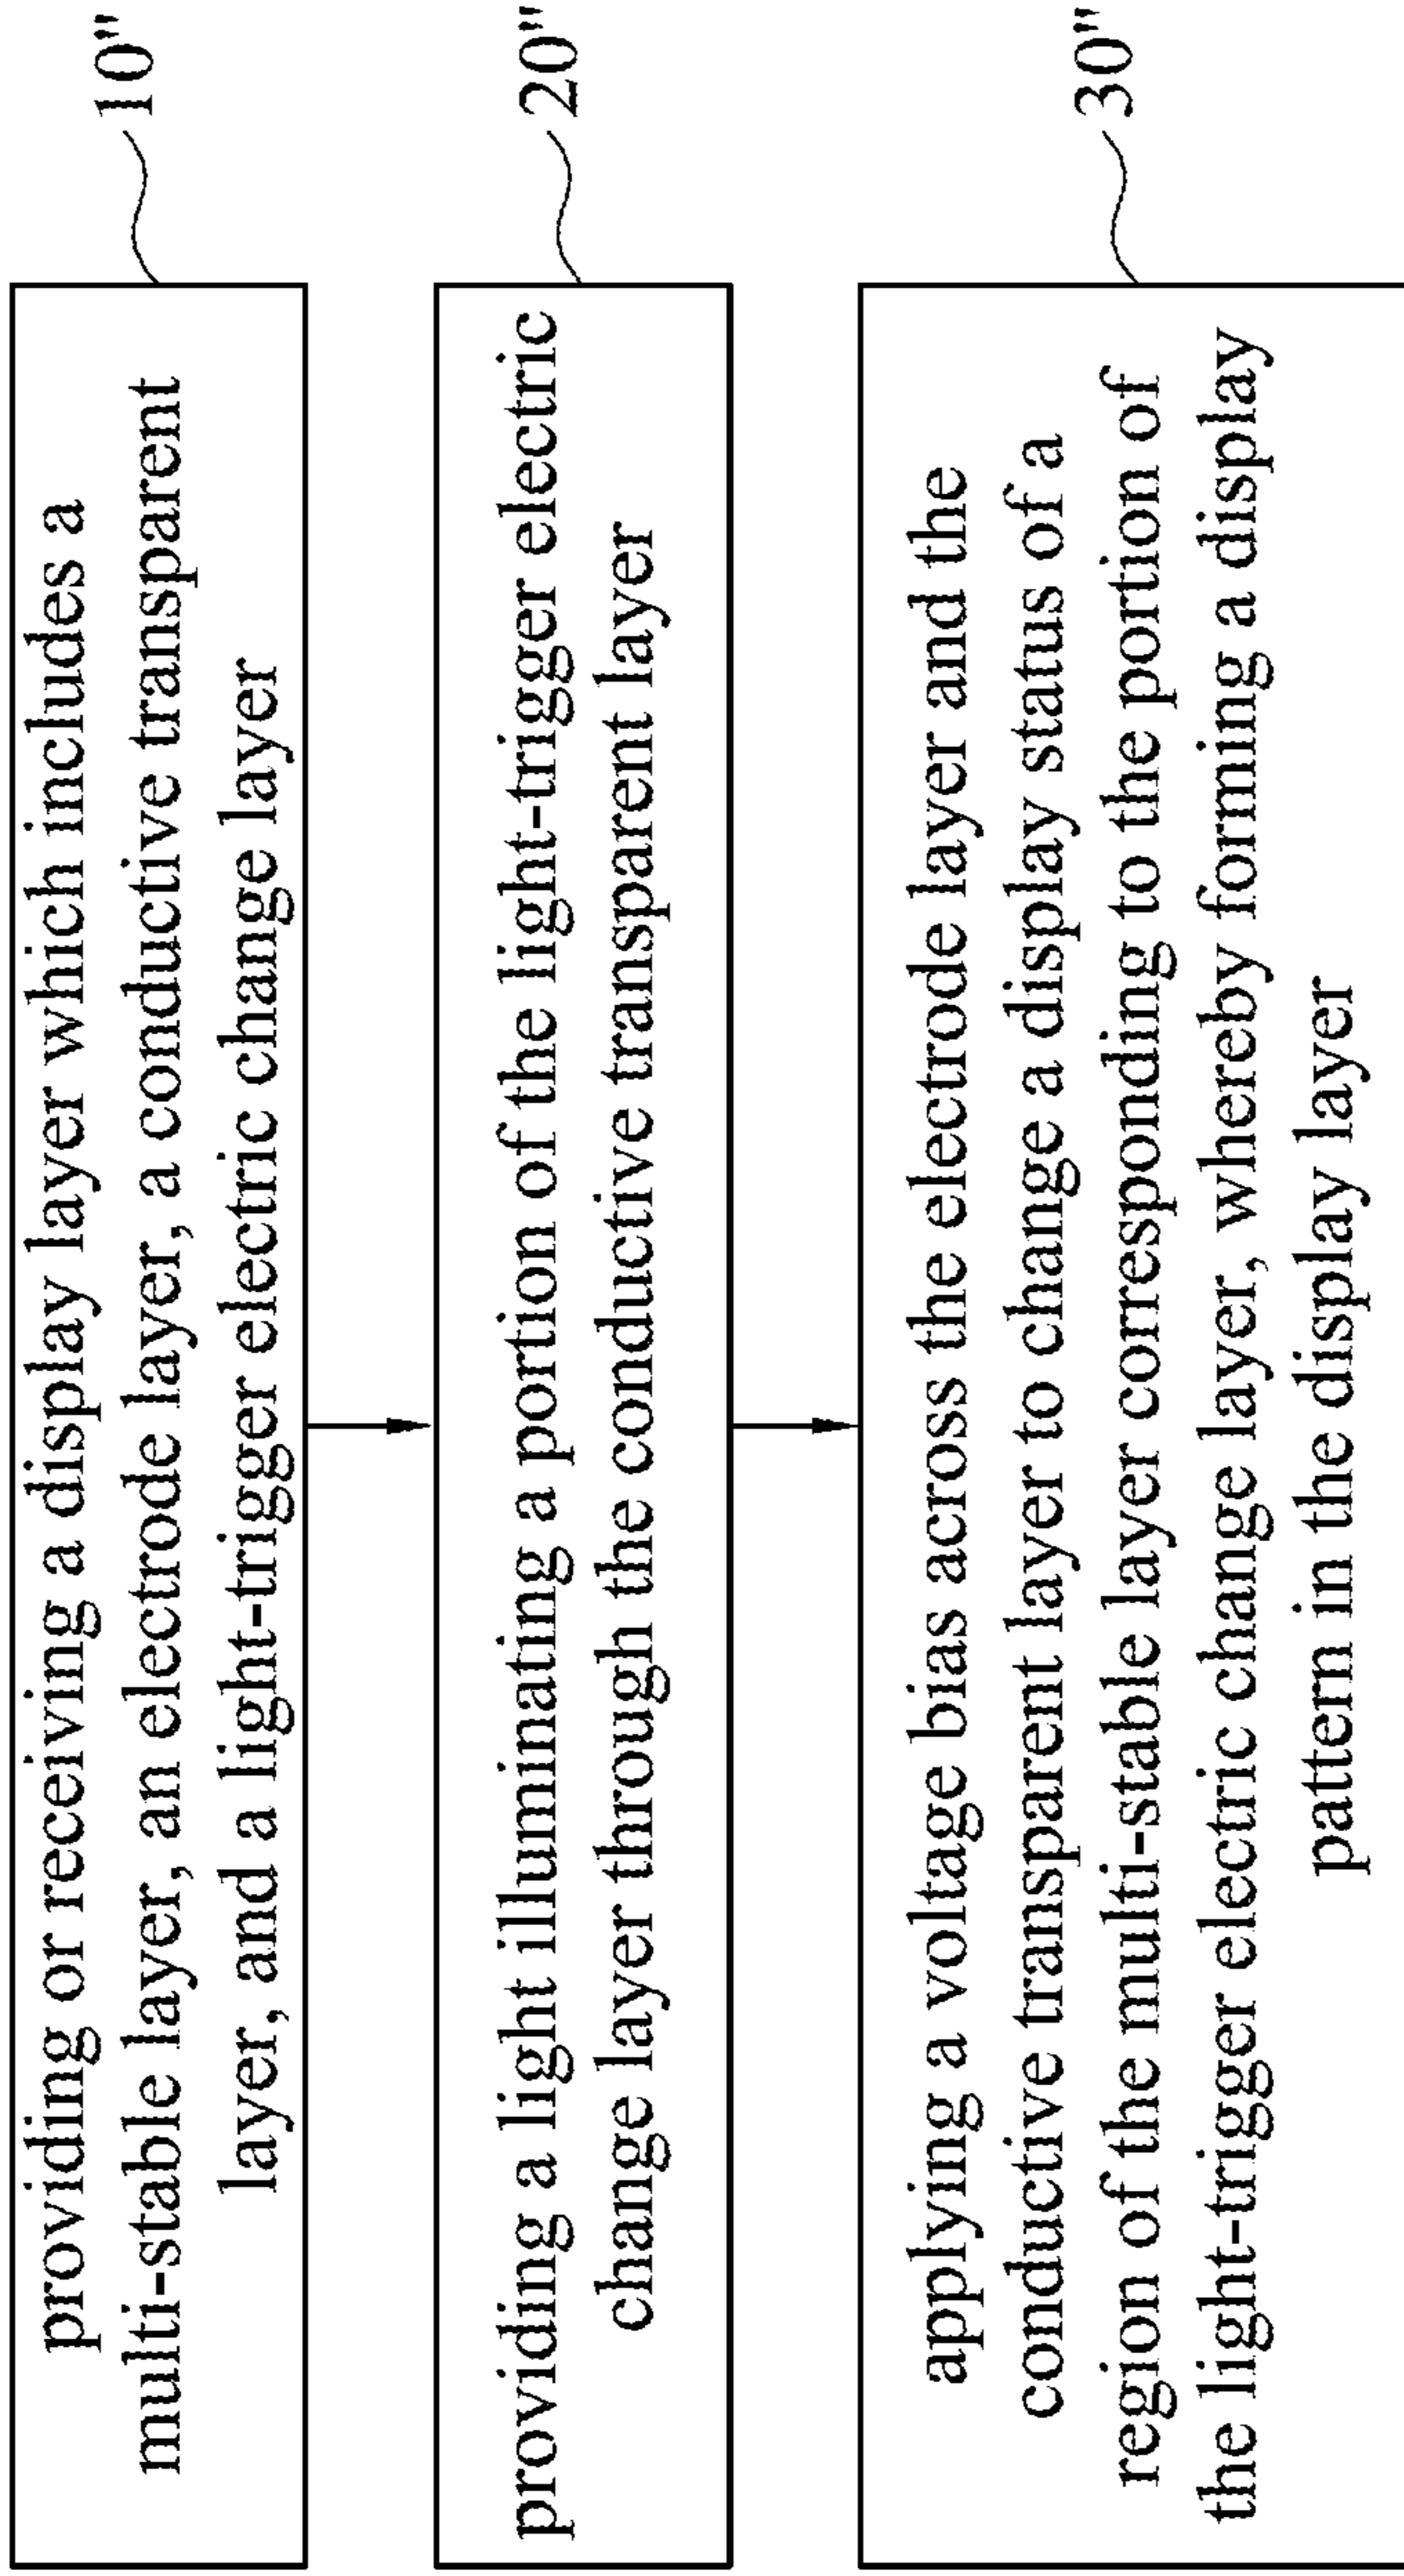 providing or receiving a display layer which includes a
multi-stable layer, an electrode layer, a conductive transparent
layer, and a light-trigger electric change layer
10"
providing a light illuminating a portion of the light-trigger electric
change layer through the conductive transparent layer
20"
applying a voltage bias across the electrode layer and the
conductive transparent layer to change a display status of a
region of the multi-stable layer corresponding to the portion of
the light-trigger electric change layer, whereby forming a display
pattern in the display layer
30"